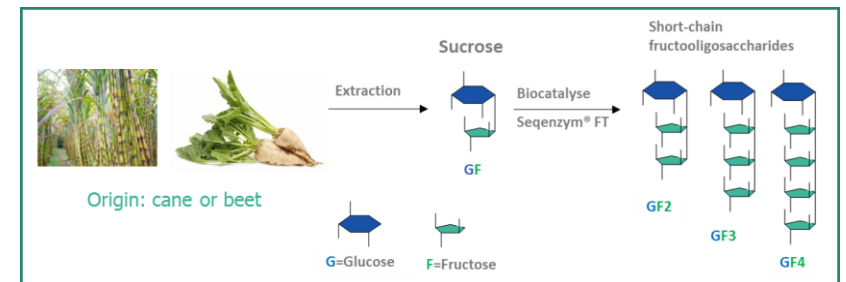 Short-chain
fructooligosaccharides
Sucrose
Extraction
Biocatalyse
Seqenzym® FT
GF
Origin: cane or beet
GF2
GF3
GF4
G=Glucose
F=Fructose